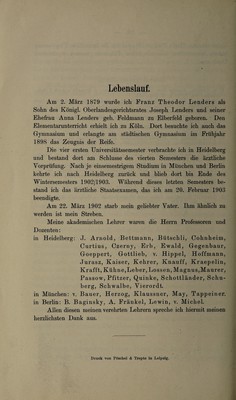 Lebenslauf.
Am 2. März 1879 wurde ich Franz Theodor Lenders als
Sohn des Königl. Oberlandesgerichtsrates Joseph Lenders und seiner
Ehefrau Anna Lenders geb. Feldmann zu Elberfeld geboren. Den
Elementarunterricht erhielt ich in Köln. Dort besuchte ich auch das
Gymnasium und erlangte am städtischen Gymnasium im Frühjahr
1898 das Zeugnis der Reife.
Die vier ersten Universitätssemester verbrachte ich in Heidelberg
und bestand dort am Schlusse des vierten Semesters die ärztliche
Vorprüfung. Nach je einsemestrigem Studium in München und Berlin
kehrte ich nach Heidelberg zurück und blieb dort bis Ende des
Wintersemesters 1902/1903. Während dieses letzten Semesters be-
stand ich das ärztliche Staatsexamen, das ich am 20. Februar 1903
beendigte.
Am 22. März 1902 starb mein geliebter Vater. Ihm ähnlich zu
werden ist mein Streben.
Meine akademischen Lehrer waren die Herrn Professoren und
Dozenten:
in Heidelberg: J. Arnold, Bettmann, Bütschli, Cohnheim,
Curtius, Czerny, Erb, Ewald, Gegenbaur,
Goeppert, Gottlieb, v. Hippel, Hoffmann,
Jurasz, Kaiser, Kehrer, Knauff, Kraepelin,
Krafft, Kühne, Leber, Lossen, Magnus, Marwer,
Passow, Pfitzer, Quinke, Schottländer, Schu-
berg, Schwalbe, Vierordt.
in München: v. Bauer, Herzog, Klaussner, May, Tappeiner.
in Berlin: B. Baginsky, A. Fränkel, Lewin, v. Michel.
Allen diesen meinen verehrten Lehrern spreche ich hiermit meinen
herzlichsten Dank aus.
Druck von Pöschel & Trepte in Leipzig.